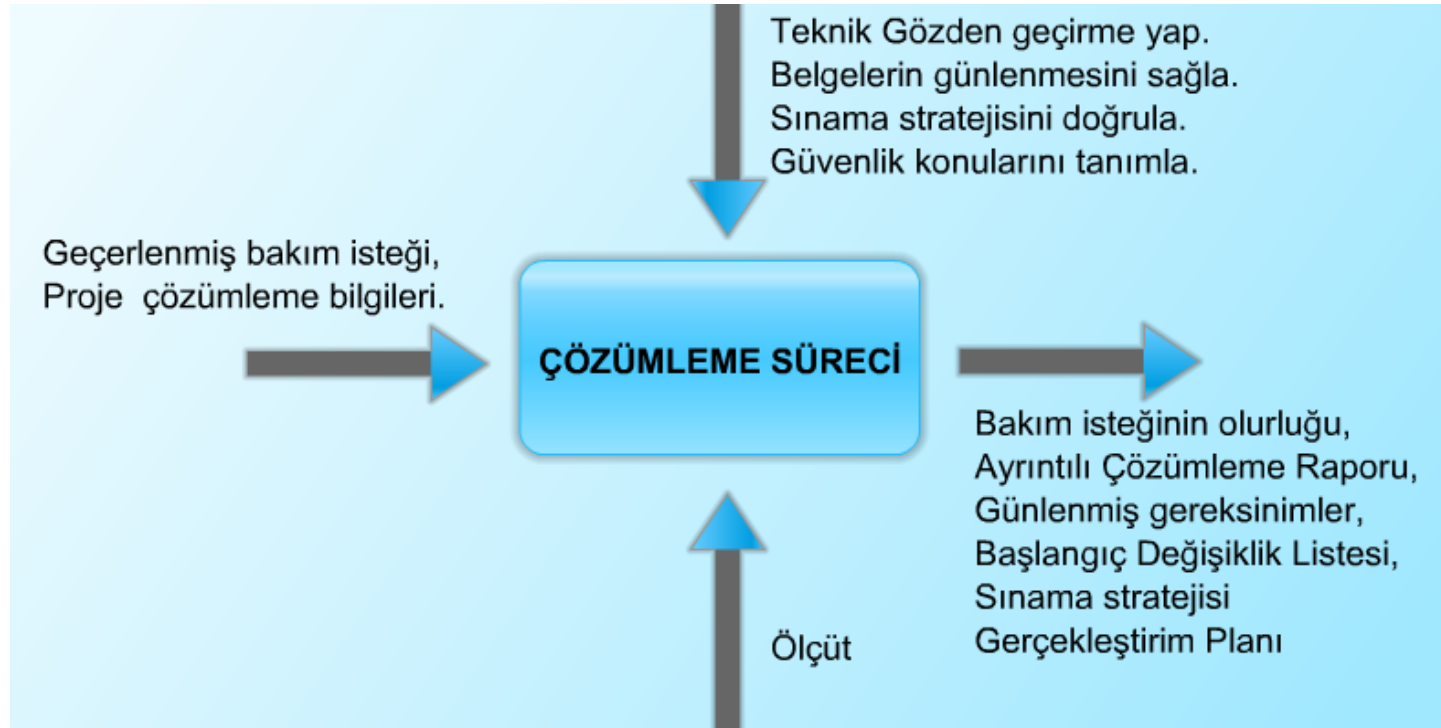 Teknik Gözden geçirme yap.
Belgelerin günlenmesini sağla.
Sınama stratejisini doğrula.
Güvenlik konularını tanımla.
Geçerlenmiş bakım isteği,
Proje çözümleme bilgileri.
ÇÖZÜMLEME SÜRECİ
Bakım isteğinin olurluğu,
Ayrıntılı Çözümleme Raporu,
Günlenmiş gereksinimler,
Başlangıç Değişiklik Listesi,
Sınama stratejisi
Gerçekleştirim Planı
Ölçüt